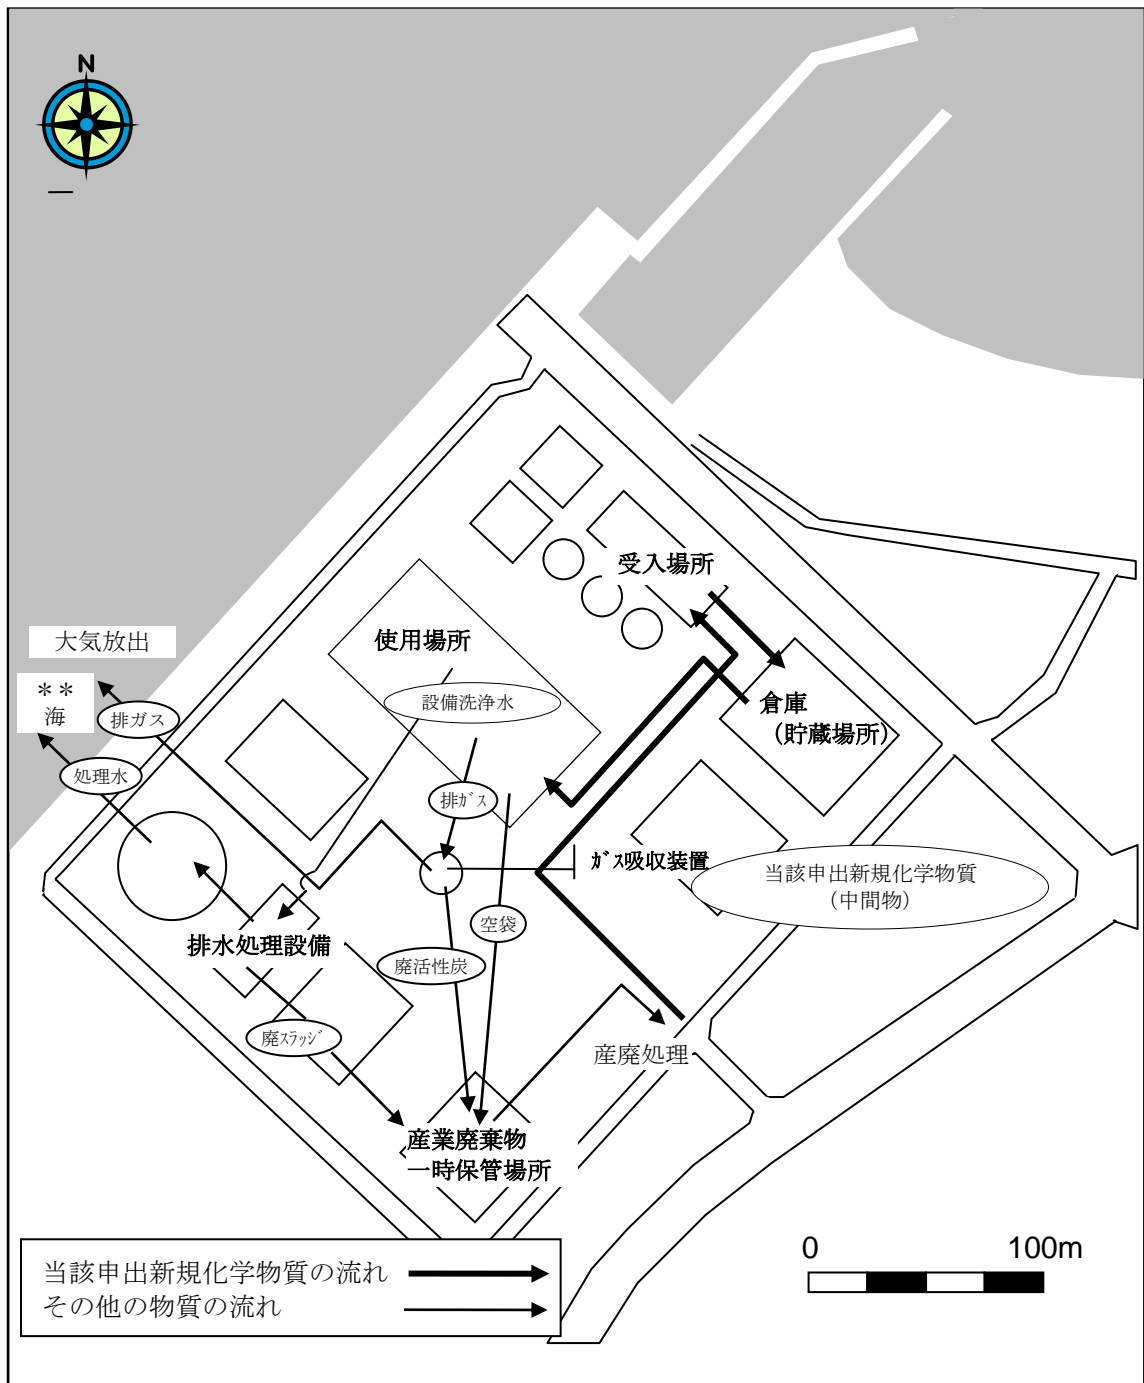 N
受入場所
使用場所
大気放出
＊＊
海
排ガス
設備洗浄水
倉庫
（貯蔵場所）
処理水
排ｶﾞｽ
ｶﾞｽ吸収装置
当該申出新規化学物質
（中間物）
空袋
排水処理設備
廃活性炭
廃ｽﾗｯｼﾞ
産廃処理
産業廃棄物
一時保管場所
0 100m
当該申出新規化学物質の流れ
その他の物質の流れ